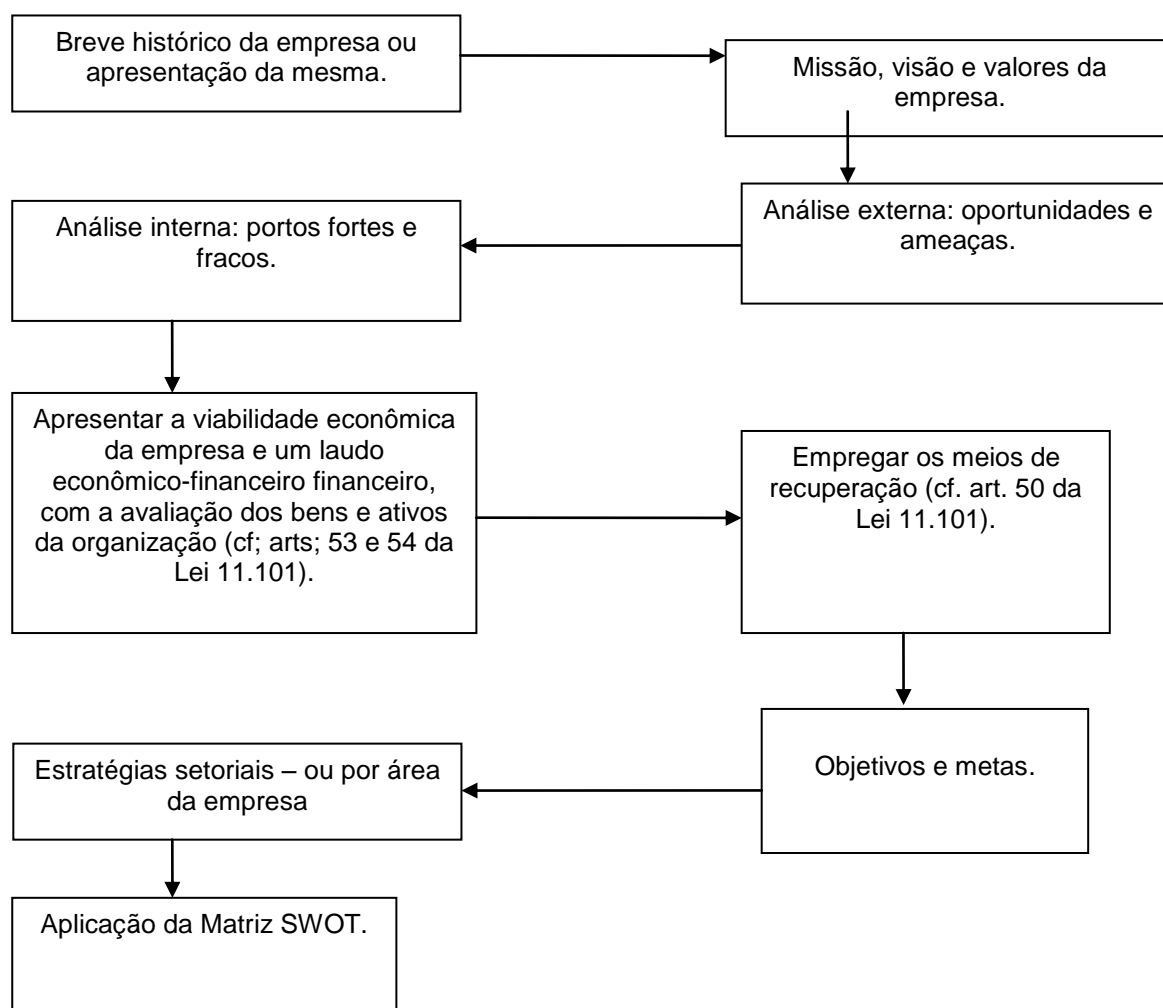 Breve histórico da empresa ou
apresentação da mesma.
Missão, visão e valores da
empresa.
Análise externa: oportunidades e
ameaças.
Análise interna: portos fortes e
fracos.
Apresentar a viabilidade econômica
da empresa e um laudo
econômico-financeiro financeiro,
com a avaliação dos bens e ativos
da organização (cf; arts; 53 e 54 da
Lei 11.101).
Empregar os meios de
recuperação (cf. art. 50 da
Lei 11.101).
Objetivos e metas.
Estratégias setoriais – ou por área
da empresa
Aplicação da Matriz SWOT.